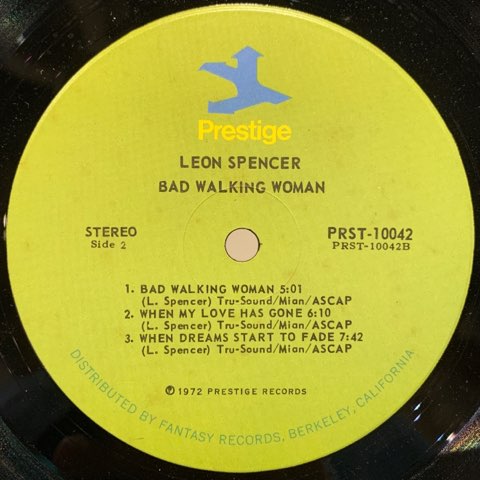 Prestige
LEON SPENCER
BAD WALKING WOMAN
STEREO
Side 2
PRST-10042
PRST-10042B
1. BAD WALKING WOMAN 5:01
(L. Spencer) Tru-Sound/Mian/ASCAP
2. WHEN MY LOVE HAS GONE 6:10
(L. Spencer) Tru-Sound/Mian/ASCAP
3. WHEN DREAMS START TO FADE 7:42
(L. Spencer) Tru-Sound/Mian/ASCAP
℗ 1972 PRESTIGE RECORDS
DISTRIBUTED BY FANTASY RECORDS, BERKELEY, CALIFORNIA